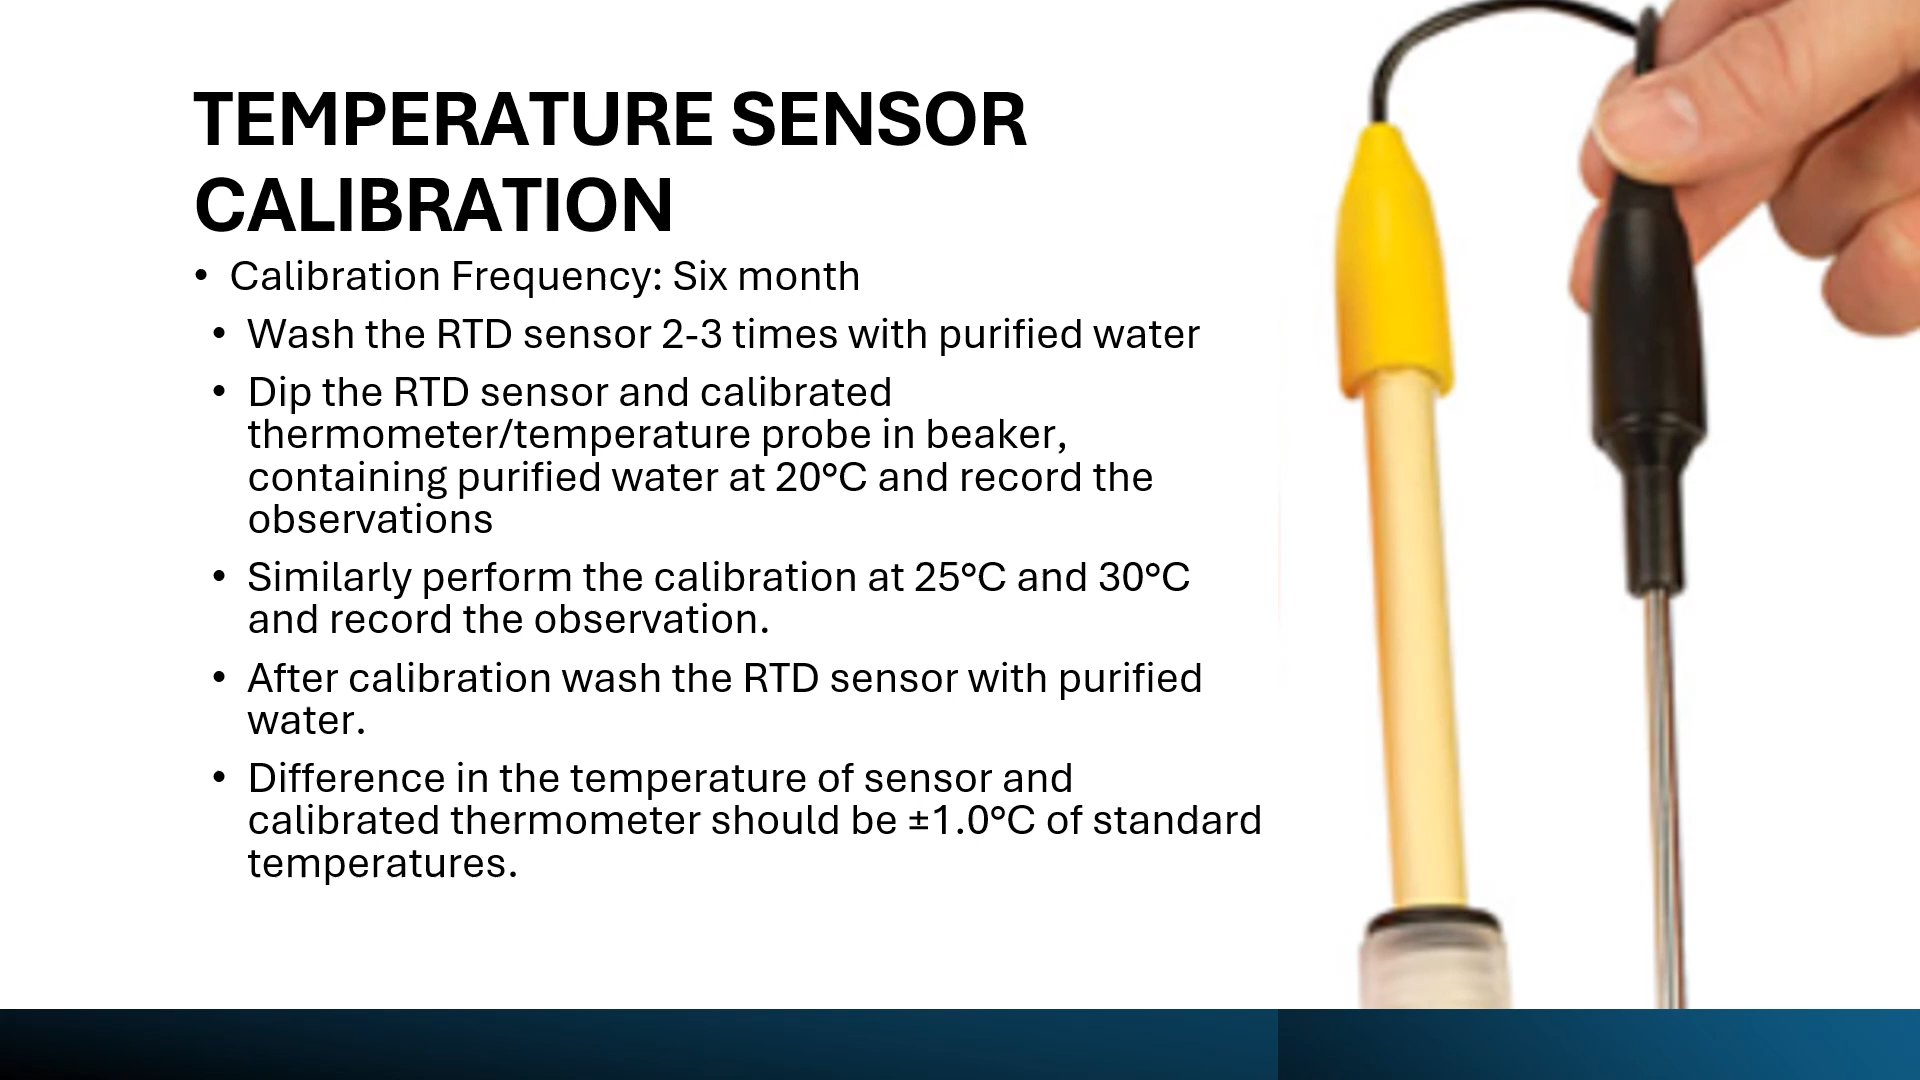 TEMPERATURE SENSOR
CALIBRATION
• Calibration Frequency: Six month
• Wash the RTD sensor 2-3 times with purified water
• Dip the RTD sensor and calibrated
thermometer/temperature probe in beaker,
containing purified water at 20°C and record the
observations
• Similarly perform the calibration at 25°C and 30°C
and record the observation.
• After calibration wash the RTD sensor with purified
water.
• Difference in the temperature of sensor and
calibrated thermometer should be ±1.0°C of standard
temperatures.